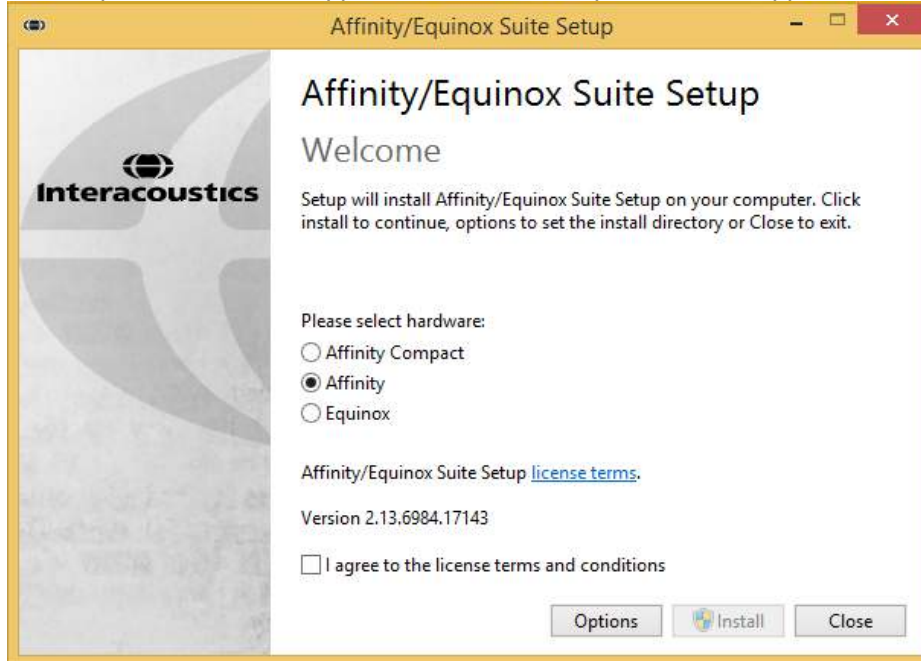 Affinity/Equinox Suite Setup
Affinity/Equinox Suite Setup
Welcome
Interacoustics
Setup will install Affinity/Equinox Suite Setup on your computer. Click
install to continue, options to set the install directory or Close to exit.
Please select hardware:
Affinity Compact
Affinity
Equinox
Affinity/Equinox Suite Setup license terms.
Version 2.13.6984.17143
I agree to the license terms and conditions
Options Install Close